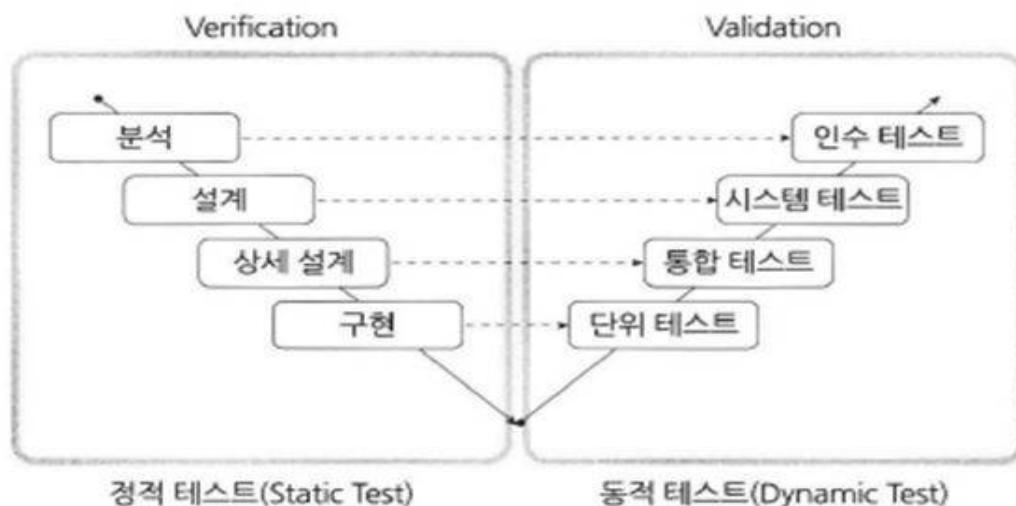 Verification
Validation
분석
인수 테스트
설계
시스템 테스트
상세 설계
통합 테스트
구현
단위 테스트
정적 테스트(Static Test)
동적 테스트(Dynamic Test)